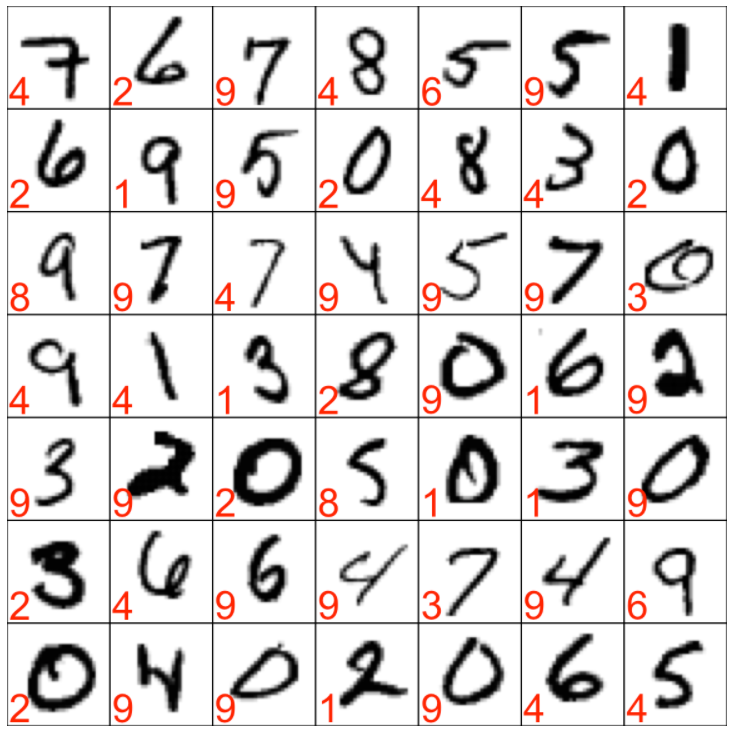 7 6 7 8 5 5 1
4 2 9 4 6 9 4
6 9 5 0 8 3 0
2 1 9 2 4 4 2
9 7 7 4 5 7 0
8 9 4 9 9 9 3
9 1 3 8 0 6 2
4 4 1 2 9 1 9
3 2 0 5 0 3 0
9 9 2 8 1 1 9
3 6 6 4 7 4 9
2 4 9 9 3 9 6
0 4 0 2 0 6 5
2 9 9 1 9 4 4